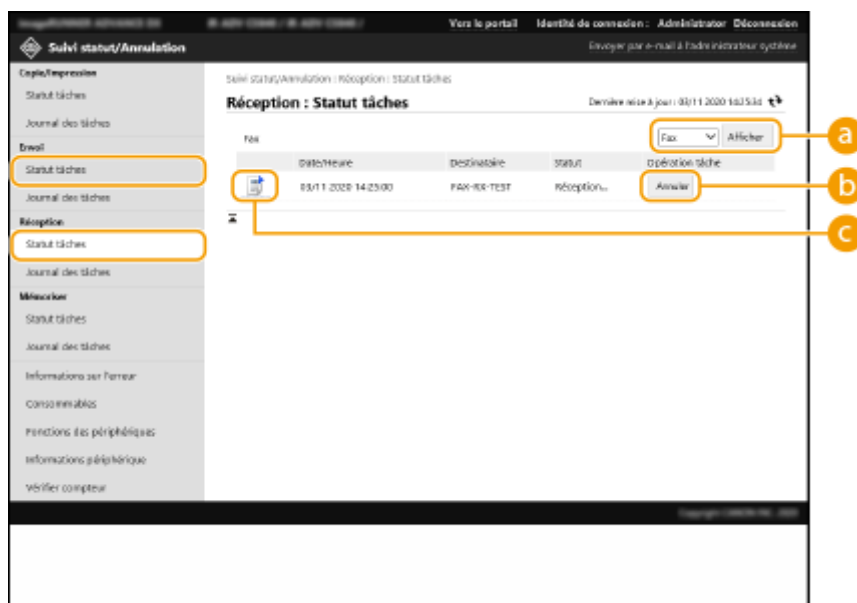 Vers le portail Identité de connexion : Administrator Déconnexion
Suivi statut/Annulation Envoyer par e-mail à l'administrateur système
Copie/Impression
Statut tâches
Journal des tâches
Envoi
Statut tâches
Journal des tâches
Réception
Statut tâches
Journal des tâches
Mémoriser
Statut tâches
Journal des tâches
Informations sur l'erreur
Consommables
Fonctions des périphériques
Informations périphérique
Vérifier compteur
Suivi statut/Annulation : Réception : Statut tâches
Réception : Statut tâches Dernière mise à jour : 03/11 2020
Fax Fax Afficher a
Date/Heure Destinataire Statut Opération tâche
03/11 2020 14:25:00 FAX-RX-TEST Réception... Annuler b
c